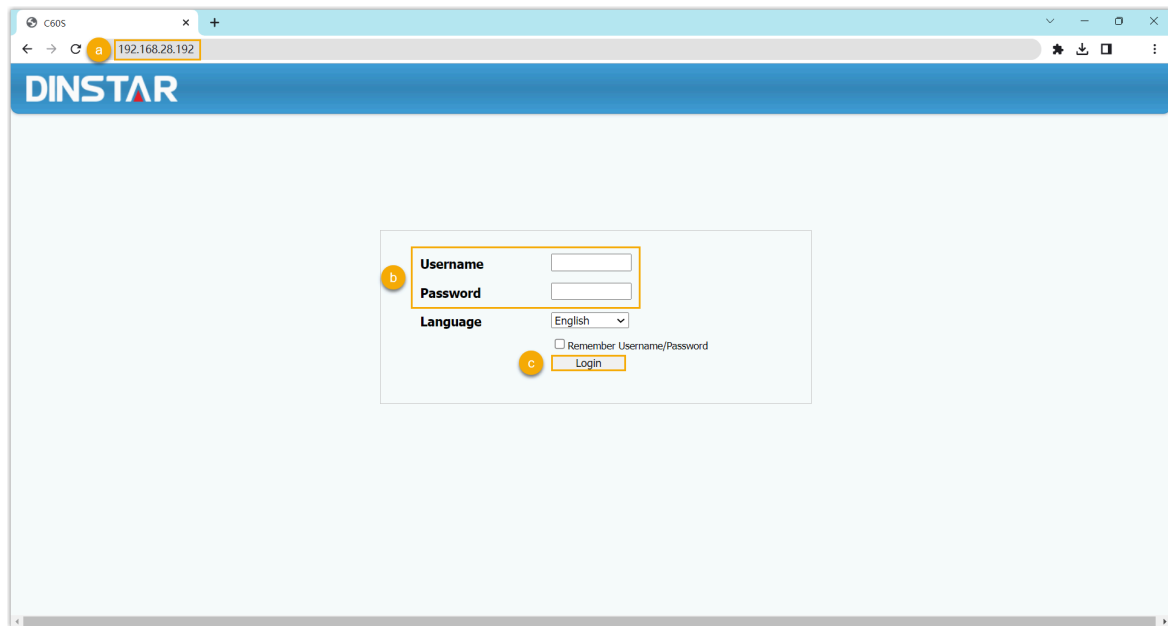 C60S
a 192.168.28.192
DINSTAR
Username
b
Password
Language English
Remember Username/Password
c Login